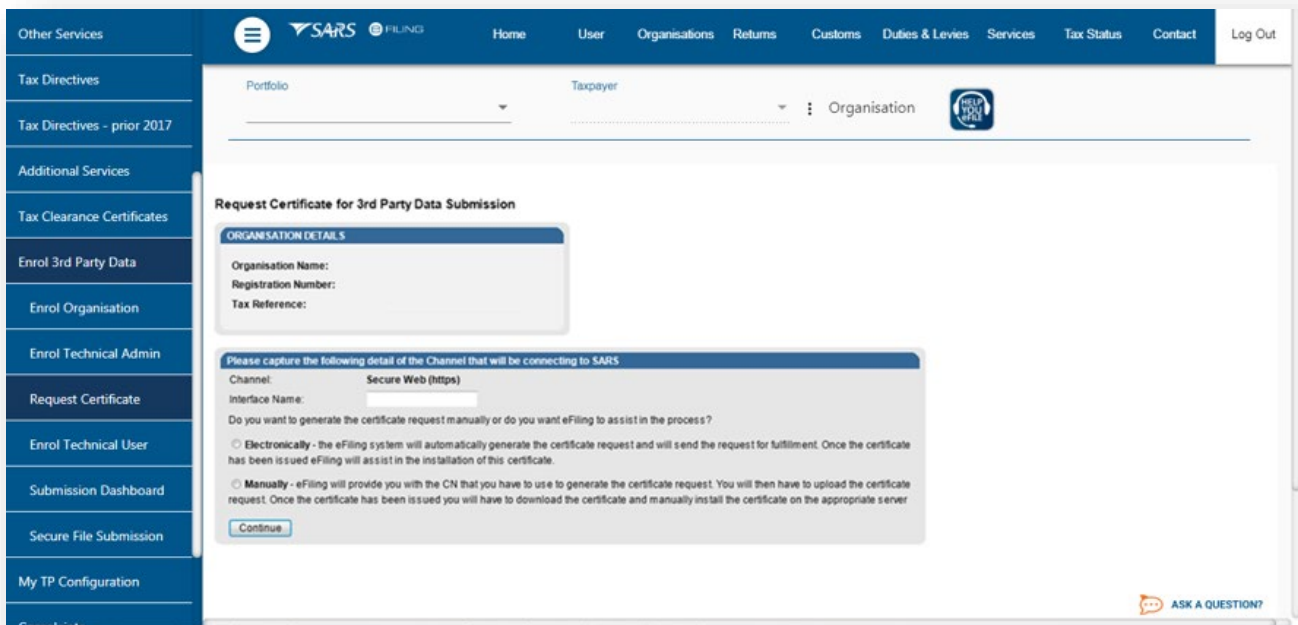 Other Services
Tax Directives
Tax Directives - prior 2017
Additional Services
Tax Clearance Certificates
Enrol 3rd Party Data
Enrol Organisation
Enrol Technical Admin
Request Certificate
Enrol Technical User
Submission Dashboard
Secure File Submission
My TP Configuration
SARS eFILING
Home User Organisations Returns Customs Duties & Levies Services Tax Status Contact Log Out
Portfolio Taxpayer
Organisation
HELP
YOU
eFILE
Request Certificate for 3rd Party Data Submission
ORGANISATION DETAILS
Organisation Name:
Registration Number:
Tax Reference:
Please capture the following detail of the Channel that will be connecting to SARS
Channel: Secure Web (https)
Interface Name:
Do you want to generate the certificate request manually or do you want eFiling to assist in the process?
Electronically - the eFiling system will automatically generate the certificate request and will send the request for fulfillment. Once the certificate
has been issued eFiling will assist in the installation of this certificate.
Manually - eFiling will provide you with the CN that you have to use to generate the certificate request. You will then have to upload the certificate
request. Once the certificate has been issued you will have to download the certificate and manually install the certificate on the appropriate server
Continue
ASK A QUESTION?